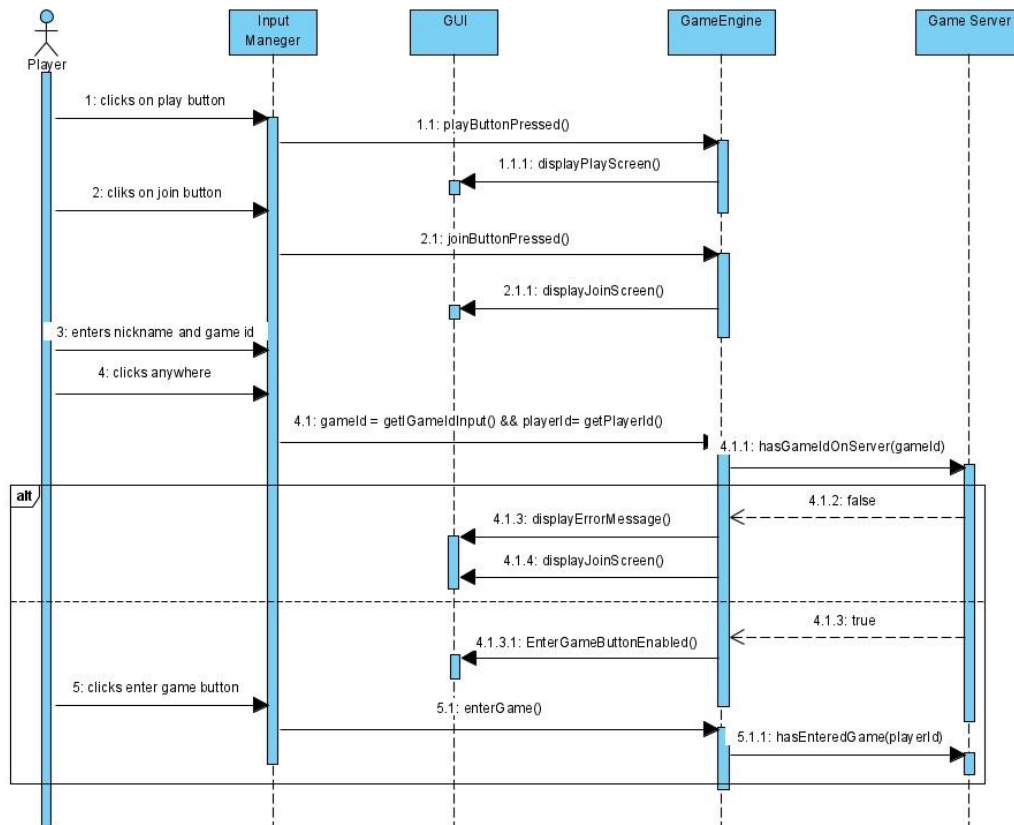 Input
Maneger
GUI
GameEngine
Game Server
Player
1: clicks on play button
1.1: playButtonPressed()
1.1.1: displayPlayScreen()
2: cliks on join button
2.1: joinButtonPressed()
2.1.1: displayJoinScreen()
3: enters nickname and game id
4: clicks anywhere
4.1: gameId = getIGameIdInput() && playerId= getPlayerId()
4.1.1: hasGameIdOnServer(gameId)
alt
4.1.2: false
4.1.3: displayErrorMessage()
4.1.4: displayJoinScreen()
4.1.3: true
4.1.3.1: EnterGameButtonEnabled()
5: clicks enter game button
5.1: enterGame()
5.1.1: hasEnteredGame(playerId)